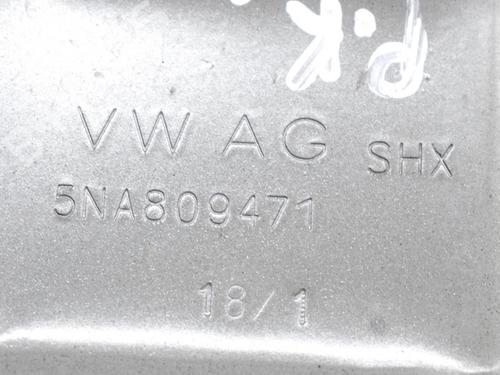 P.K.
VW AG SHX
5NA809471
18/1